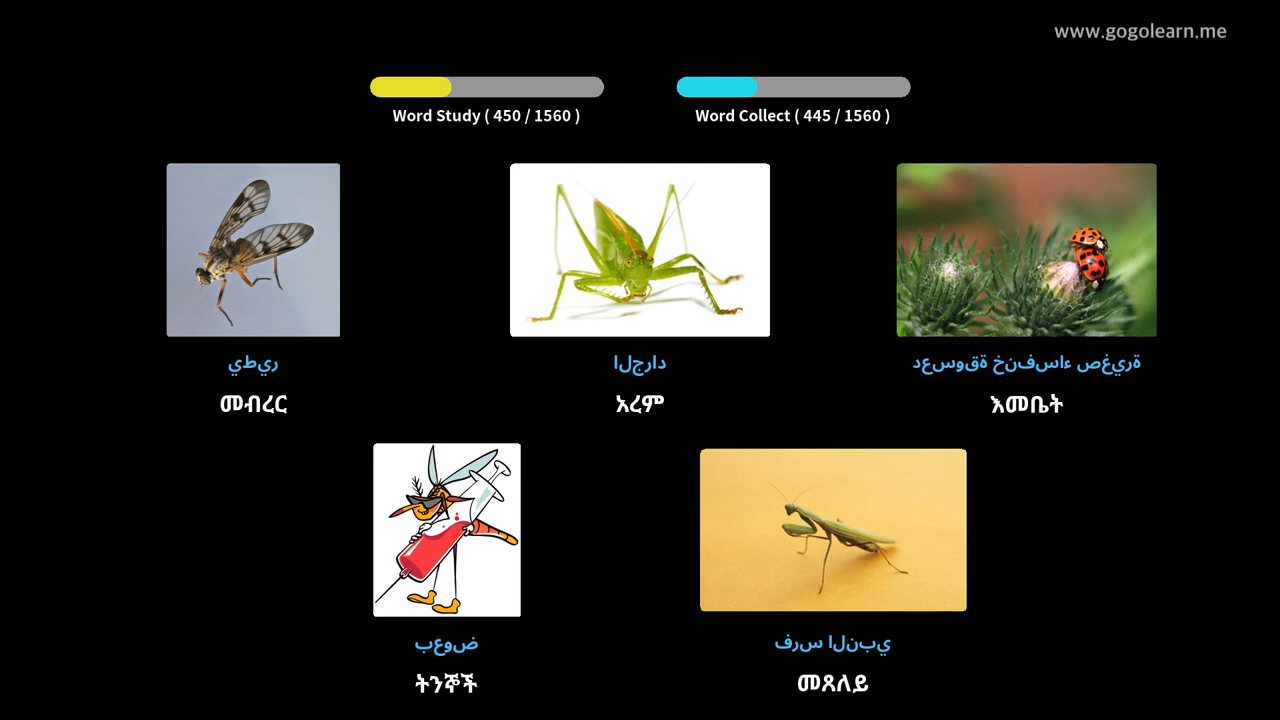 www.gogolearn.me
Word Study ( 450 / 1560 )
Word Collect ( 445 / 1560 )
يطير
መብረር
الجراد
አረም
دعسوقة خنفساء صغيرة
እመቤት
بعوض
ትንኞች
فرس النبي
መጸለይ